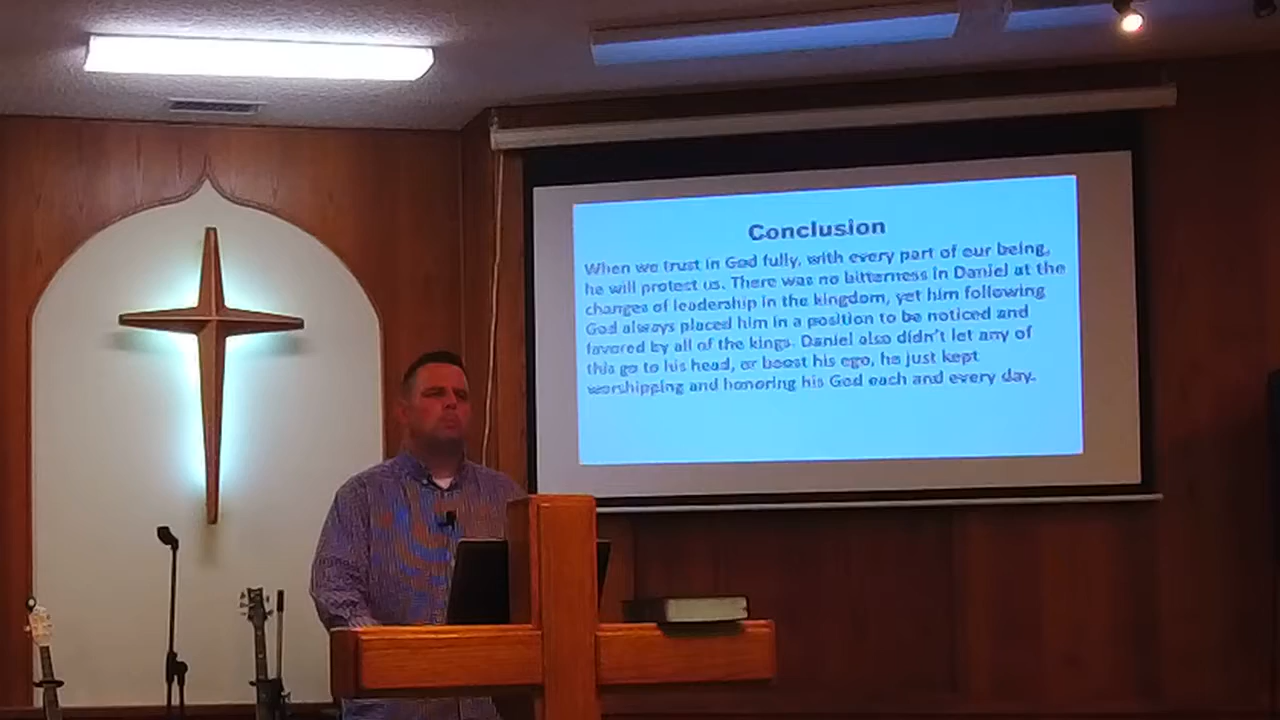 Conclusion
When we trust in God fully, with every part of our being,
he will protect us. There was no bitterness in Daniel at the
changes of leadership in the kingdom, yet him following
God always placed him in a position to be noticed and
favored by all of the kings. Daniel also didn't let any of
this go to his head, or boost his ego, he just kept
worshipping and honoring his God each and every day.